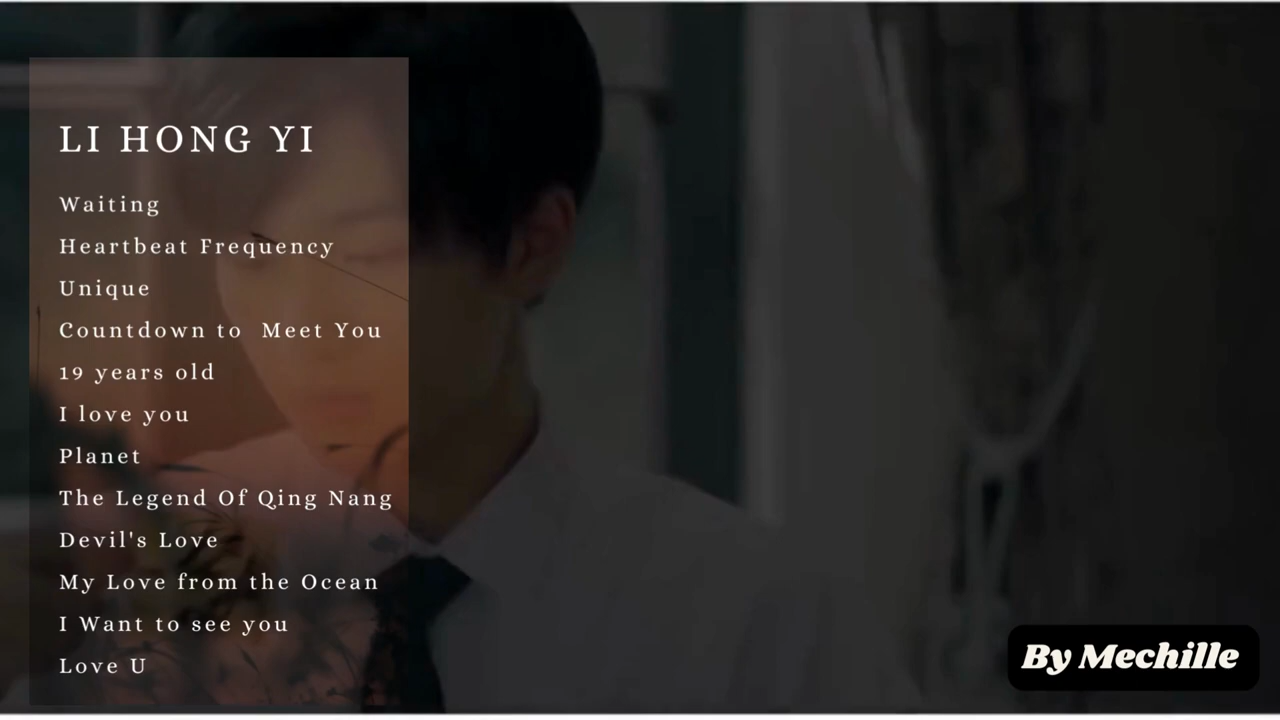 LI HONG YI
Waiting
Heartbeat Frequency
Unique
Countdown to  Meet You
19 years old
I love you
Planet
The Legend Of Qing Nang
Devil's Love
My Love from the Ocean
I Want to see you
Love U
By Mechille